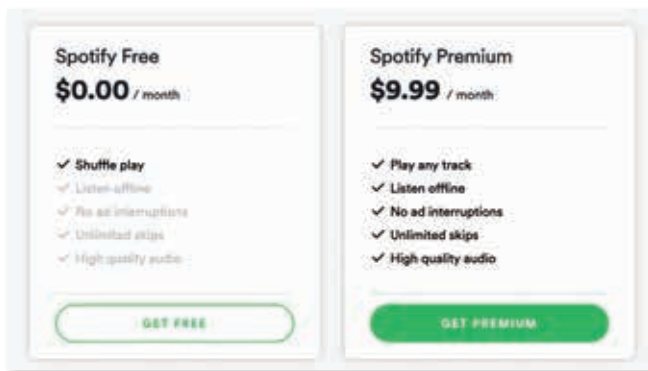 Spotify Free
$0.00 / month
Shuffle play
Listen offline
No ad interruptions
Unlimited skips
High quality audio
GET FREE
Spotify Premium
$9.99 / month
Play any track
Listen offline
No ad interruptions
Unlimited skips
High quality audio
GET PREMIUM